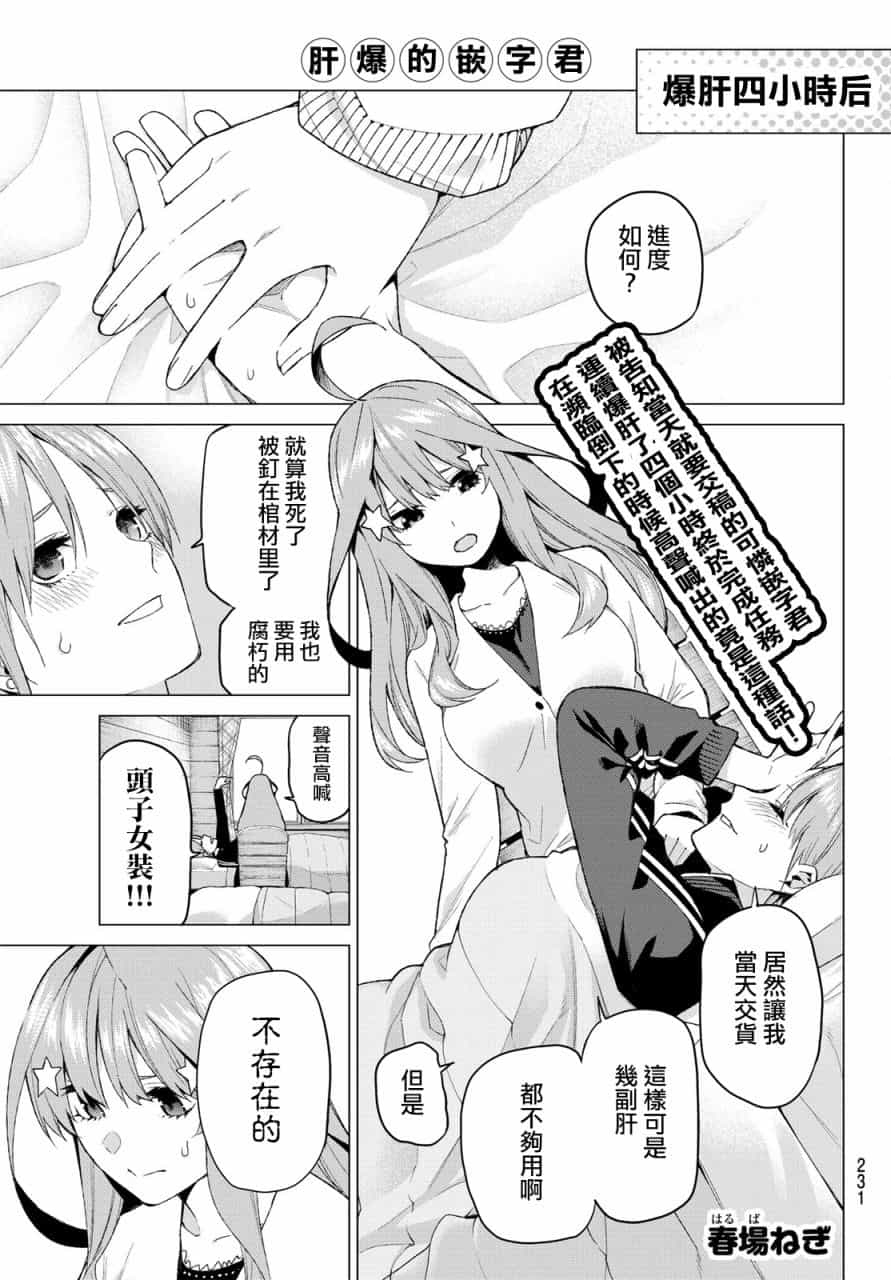 肝爆的嵌字君
爆肝四小時后
進度
如何？
被告知當天就要交稿的可憐嵌字君
連續爆肝了四個小時終於完成任務
在瀕臨倒下的時候高聲喊出的竟是這種話！
居然讓我
當天交貨
這樣可是
幾副肝
都不夠用啊
但是
就算我死了
被釘在棺材里了
我也
要用
腐朽的
聲音高喊
頭子女裝!!!
不存在的
はるば
春場ねぎ
231